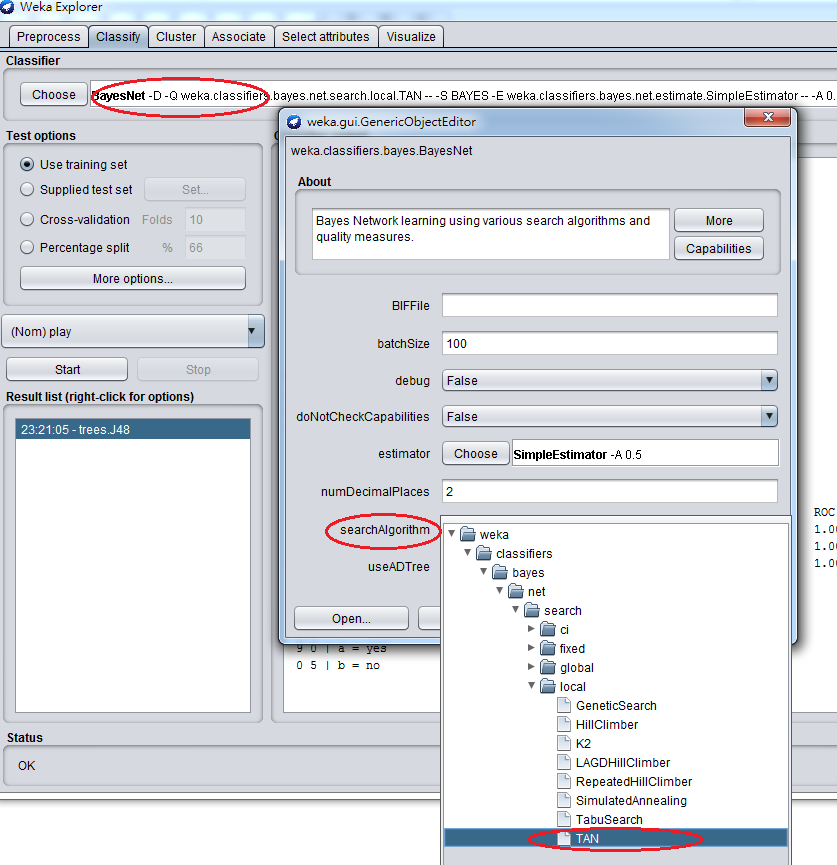 Weka Explorer
Preprocess Classify Cluster Associate Select attributes Visualize
Classifier
Choose BayesNet -D -Q weka.classifiers.bayes.net.search.local.TAN -- -S BAYES -E weka.classifiers.bayes.net.estimate.SimpleEstimator -- -A 0.
Test options
Use training set
Supplied test set Set...
Cross-validation Folds 10
Percentage split % 66
More options...
(Nom) play
Start Stop
Result list (right-click for options)
23:21:05 - trees.J48
weka.gui.GenericObjectEditor
weka.classifiers.bayes.BayesNet
About
Bayes Network learning using various search algorithms and
quality measures.
More
Capabilities
BIFFile
batchSize 100
debug False
doNotCheckCapabilities False
estimator Choose SimpleEstimator -A 0.5
numDecimalPlaces 2
searchAlgorithm
useADTree
Open...
weka
classifiers
bayes
net
search
ci
fixed
global
local
GeneticSearch
HillClimber
K2
LAGDHillClimber
RepeatedHillClimber
SimulatedAnnealing
TabuSearch
TAN
ROC
1.00
1.00
1.00
9 0 | a = yes
0 5 | b = no
Status
OK